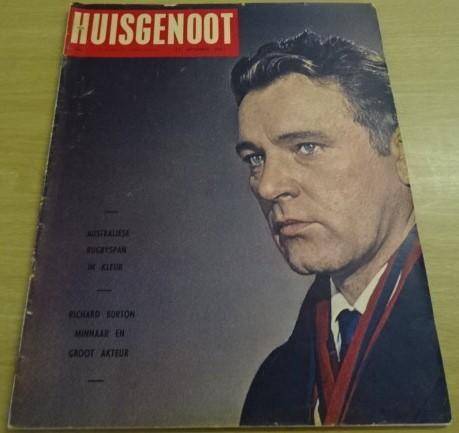 HUISGENOOT
AUSTRALIESE
RUGBYSPAN
IN KLEUR
RICHARD BURTON
MINNAAR EN
GROOT AKTEUR